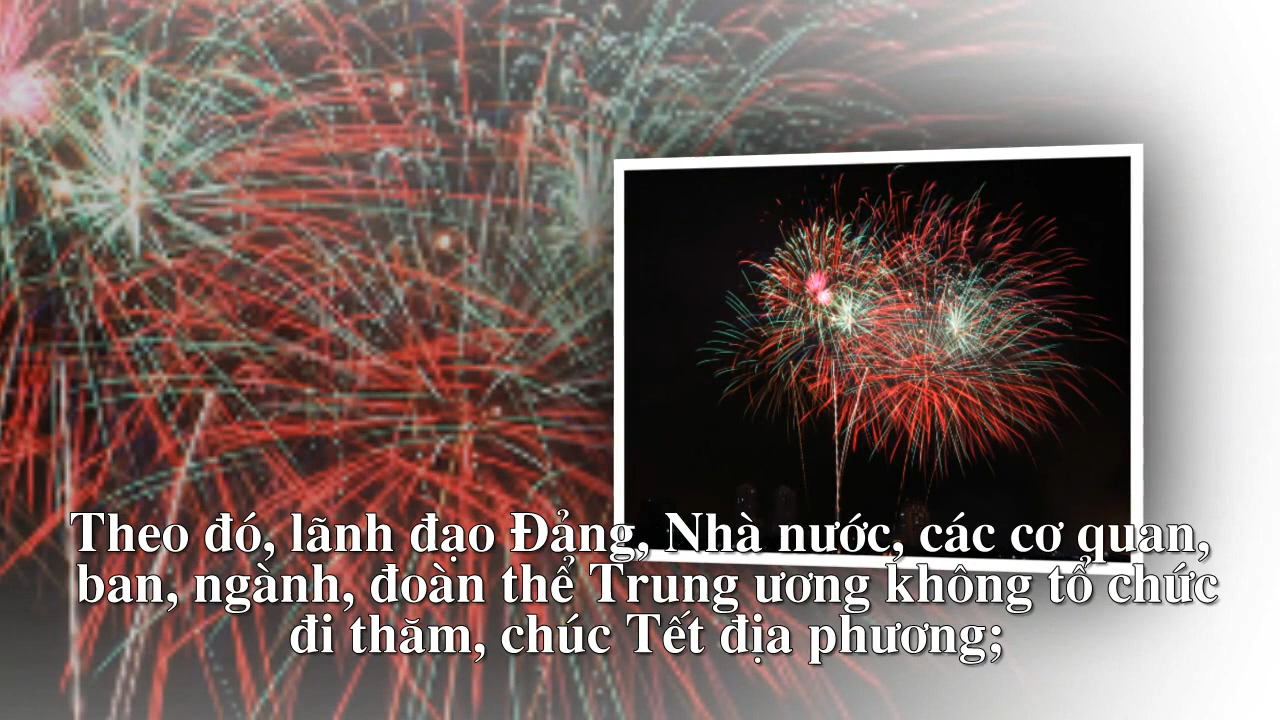 Theo đó, lãnh đạo Đảng, Nhà nước, các cơ quan,
ban, ngành, đoàn thể Trung ương không tổ chức
đi thăm, chúc Tết địa phương;